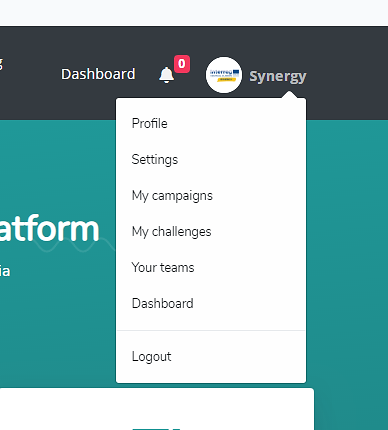 g
Dashboard
0
Synergy
Profile
Settings
My campaigns
My challenges
Your teams
Dashboard
Logout
atform
ia